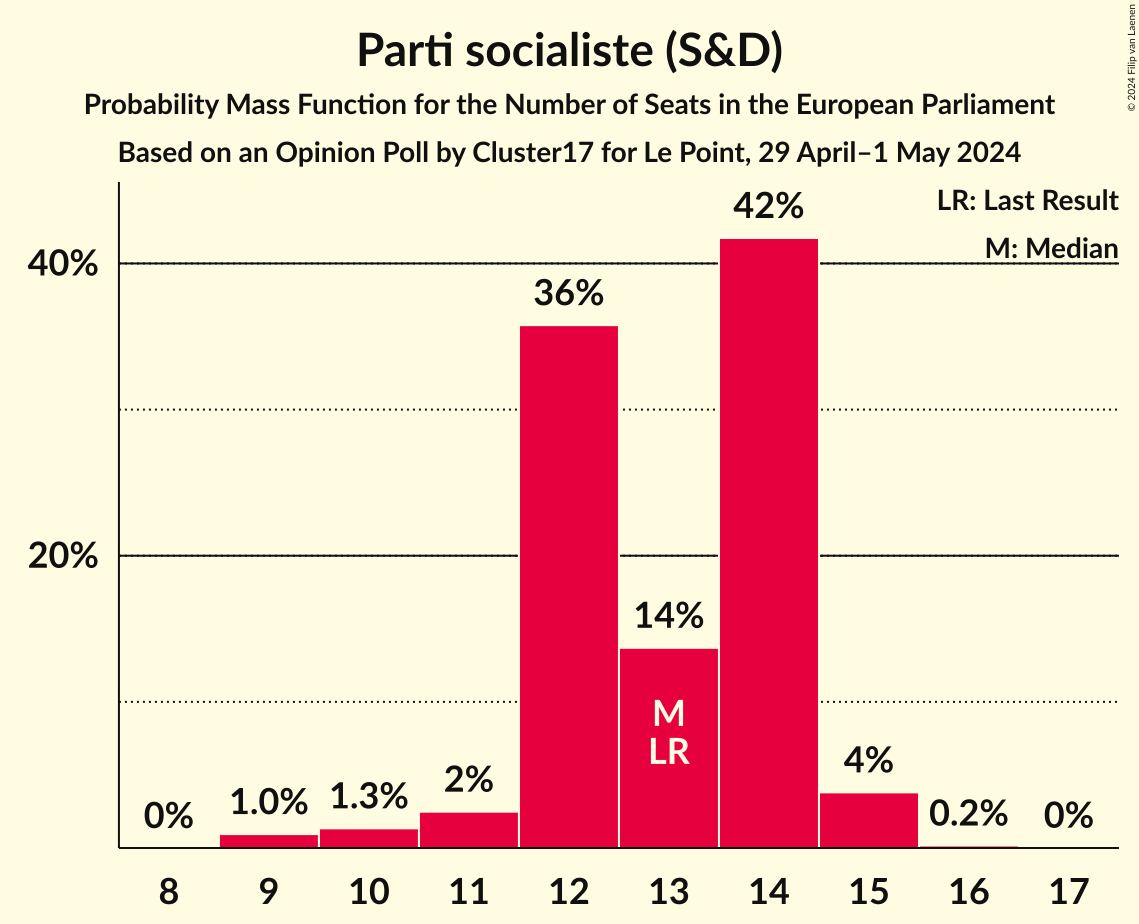 Parti socialiste (S&D)
Probability Mass Function for the Number of Seats in the European Parliament
Based on an Opinion Poll by Cluster17 for Le Point, 29 April–1 May 2024
© 2024 Filip van Laenen
LR: Last Result
M: Median
40%
20%
0%
1.0%
1.3%
2%
36%
14%
42%
4%
0.2%
0%
M
LR
8 9 10 11 12 13 14 15 16 17